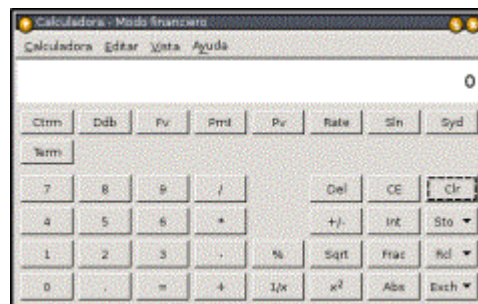 Calculadora - Modo financiero
Calculadora Editar Vista Ayuda
0
Ctrm Ddb Fv Pmt Pv Rate Sln Syd
Term
7 8 9 / Del CE Clr
4 5 6 * +/- Int Sto
1 2 3 - % Sqrt Frac Rcl
0 . = + 1/x x² Abs Exch